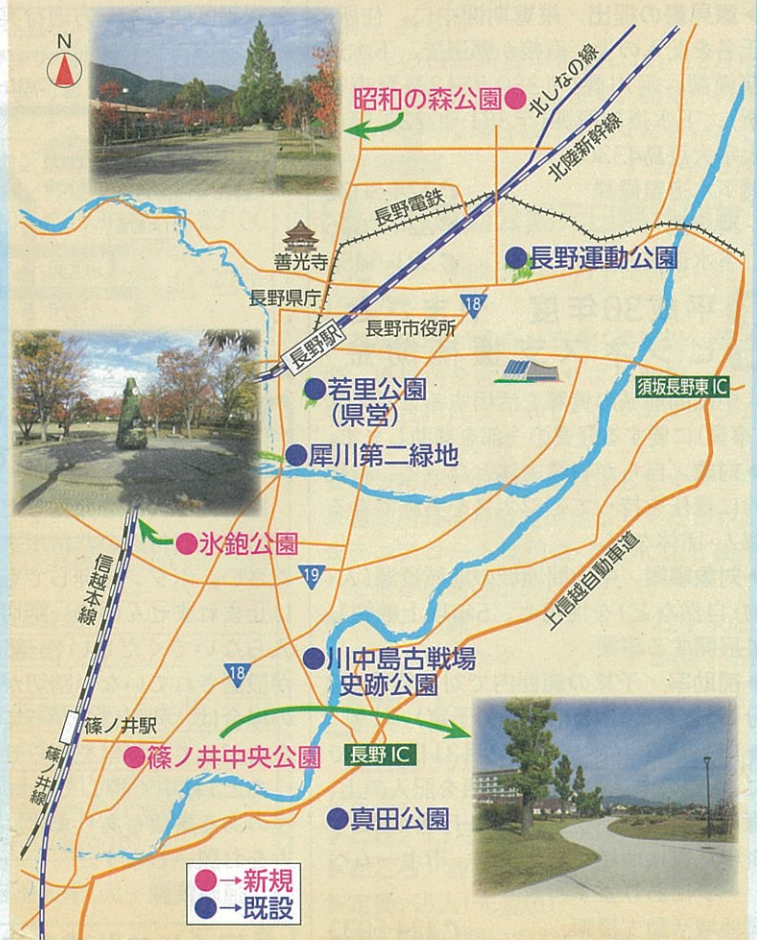 N
昭和の森公園
北しなの線
北陸新幹線
長野電鉄
善光寺
長野運動公園
長野県庁
18
長野市役所
長野駅
若里公園
(県営)
須坂長野東IC
犀川第二緑地
氷鉋公園
信越本線
19
上信越自動車道
川中島古戦場
史跡公園
18
篠ノ井駅
篠ノ井中央公園
長野IC
篠ノ井線
真田公園
●→新規
●→既設